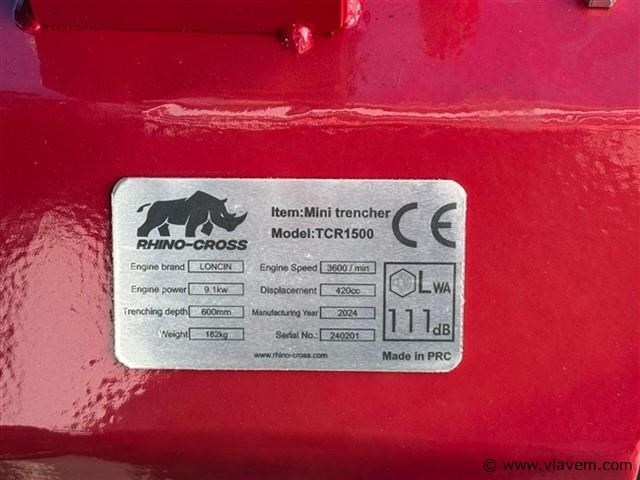 RHINO-CROSS
Item:Mini trencher
Model:TCR1500
CE
Engine brand LONCIN Engine Speed 3600 / min
Engine power 9.1kw Displacement 420cc
Trenching depth 600mm Manufacturing Year 2024
Weight 182kg Serial No.: 240201
LWA
111dB
www.rhino-cross.com
Made in PRC
© www.vlavem.com